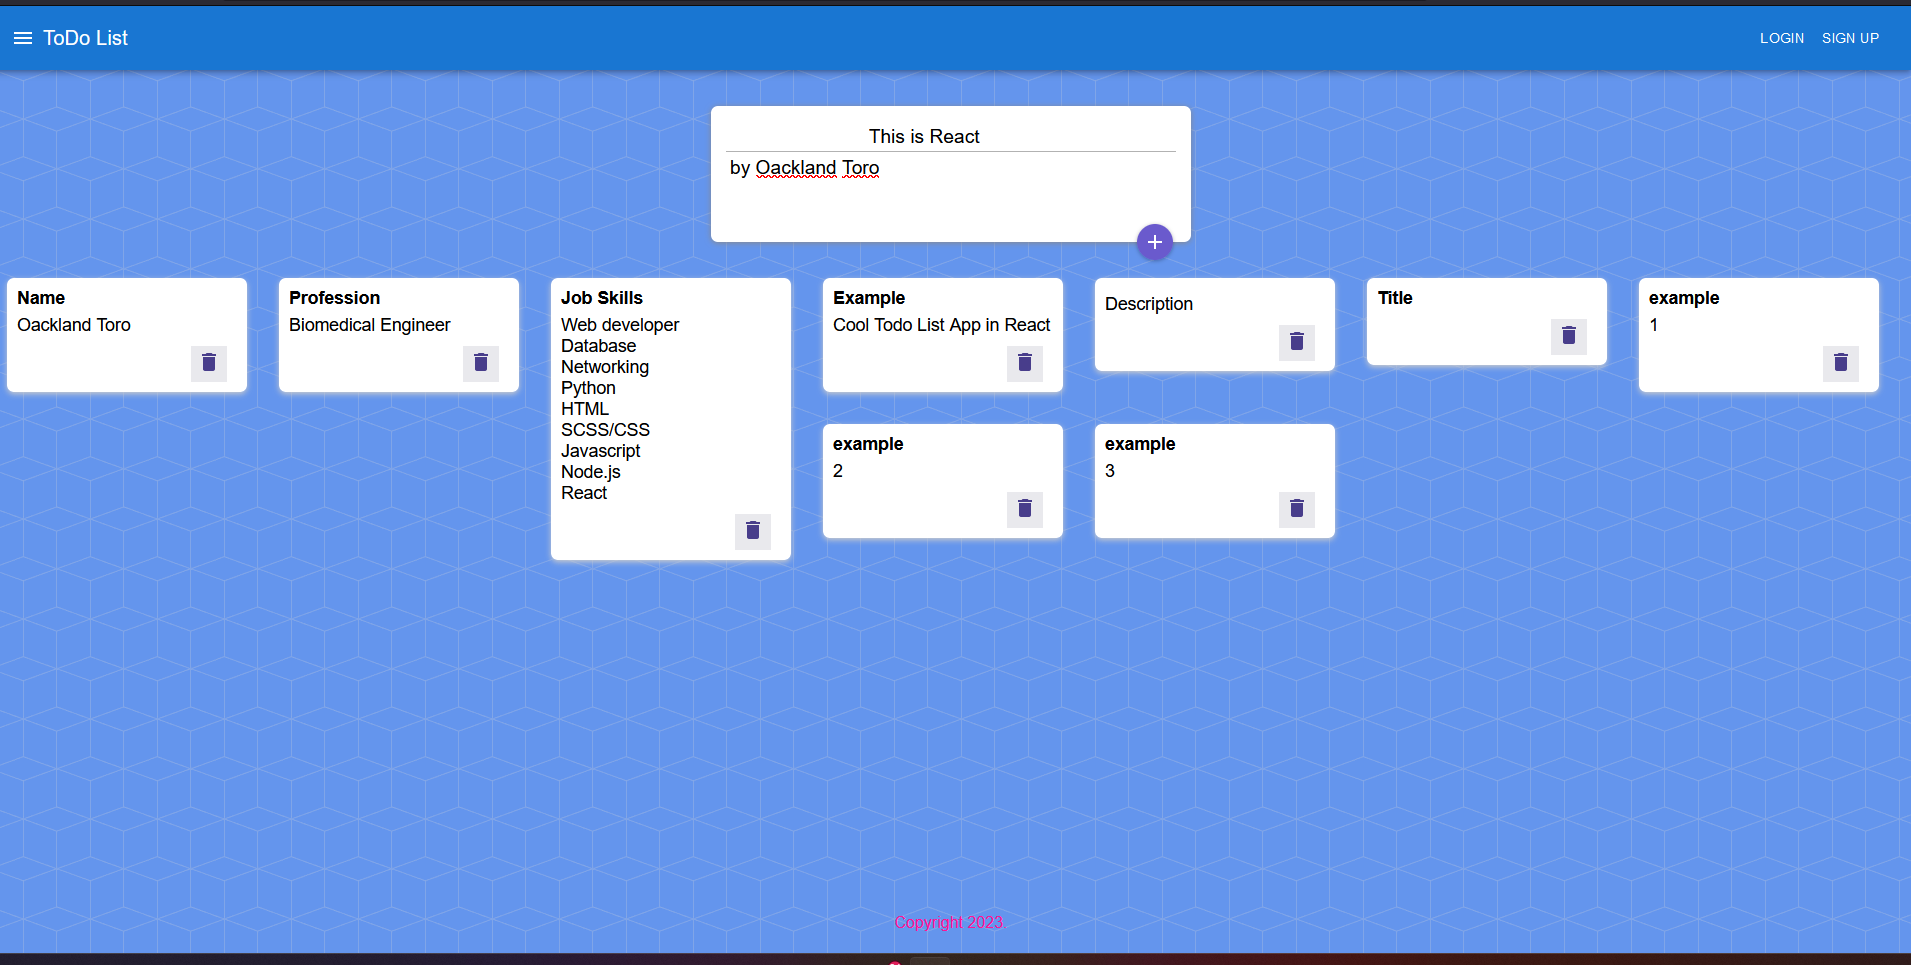 ToDo List
LOGIN SIGN UP
This is React
by Oackland Toro
Name
Oackland Toro
Profession
Biomedical Engineer
Job Skills
Web developer
Database
Networking
Python
HTML
SCSS/CSS
Javascript
Node.js
React
Example
Cool Todo List App in React
Description
Title
example
1
example
2
example
3
Copyright 2023.